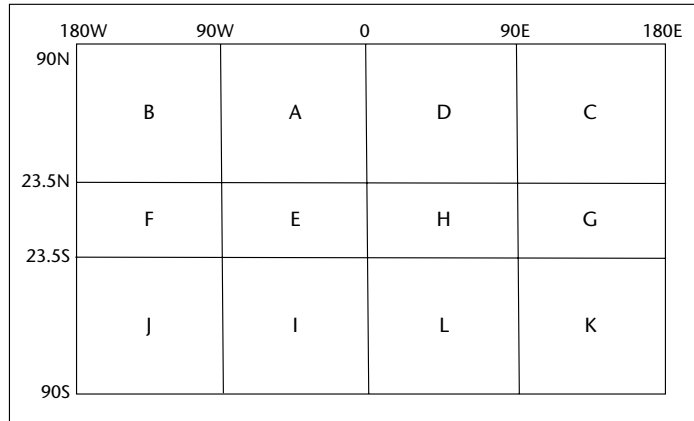 180W 90W 0 90E 180E
90N
B A D C
23.5N
F E H G
23.5S
J I L K
90S